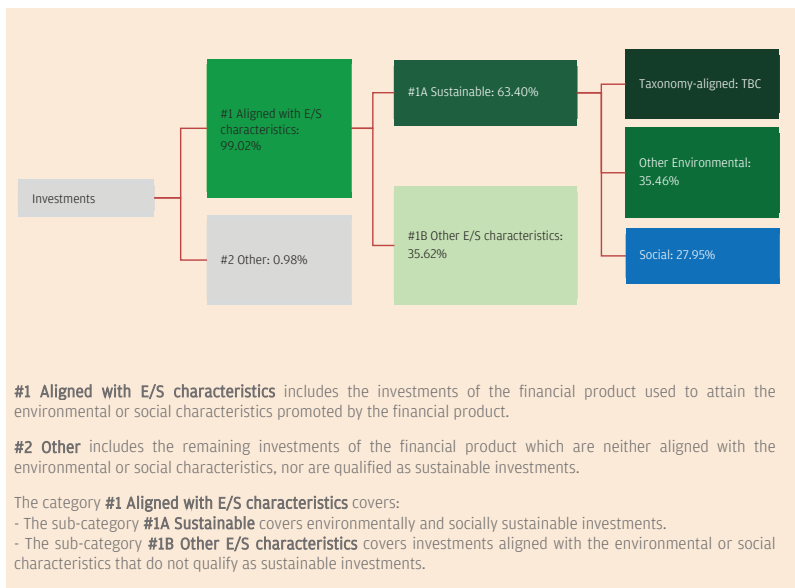 Investments
#1 Aligned with E/S
characteristics:
99.02%
#2 Other: 0.98%
#1A Sustainable: 63.40%
#1B Other E/S characteristics:
35.62%
Taxonomy-aligned: TBC
Other Environmental:
35.46%
Social: 27.95%
#1 Aligned with E/S characteristics includes the investments of the financial product used to attain the
environmental or social characteristics promoted by the financial product.
#2 Other includes the remaining investments of the financial product which are neither aligned with the
environmental or social characteristics, nor are qualified as sustainable investments.
The category #1 Aligned with E/S characteristics covers:
- The sub-category #1A Sustainable covers environmentally and socially sustainable investments.
- The sub-category #1B Other E/S characteristics covers investments aligned with the environmental or social
characteristics that do not qualify as sustainable investments.